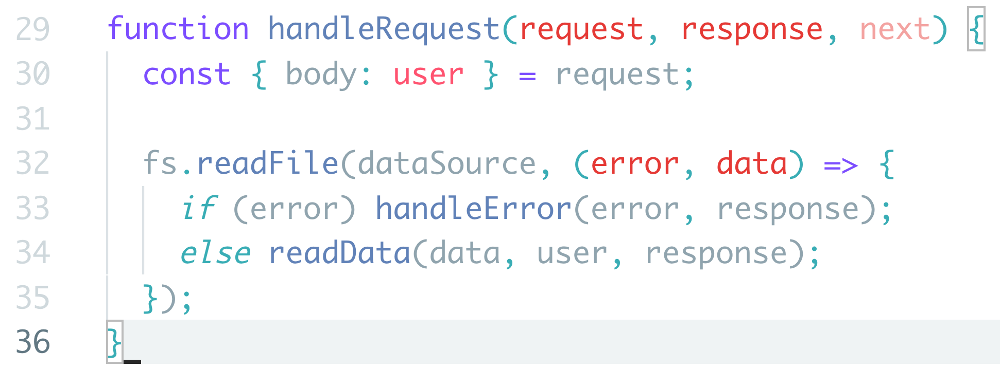 29 function handleRequest(request, response, next) {
30 const { body: user } = request;
31
32 fs.readFile(dataSource, (error, data) => {
33 if (error) handleError(error, response);
34 else readData(data, user, response);
35 });
36 }